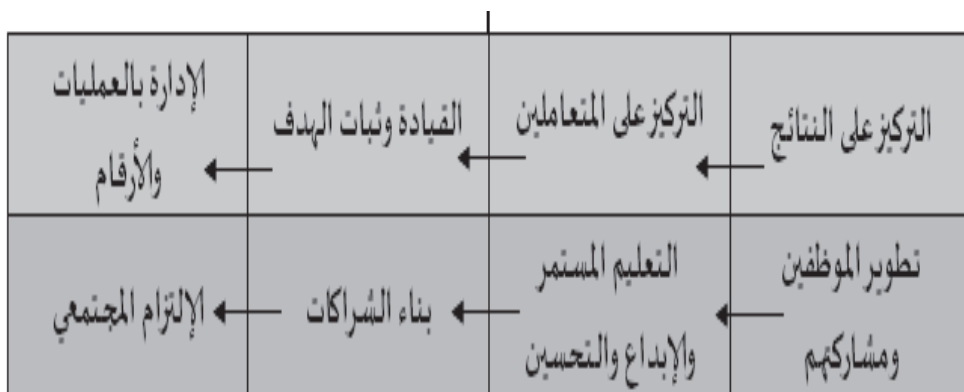 التركيز على النتائج
التركيز على المتعاملين
القيادة وثبات الهدف
الإدارة بالعمليات
والأرقام
تطوير الموظفين
ومشاركتهم
التعليم المستمر
والإبداع والتحسين
بناء الشراكات
الإلتزام المجتمعي